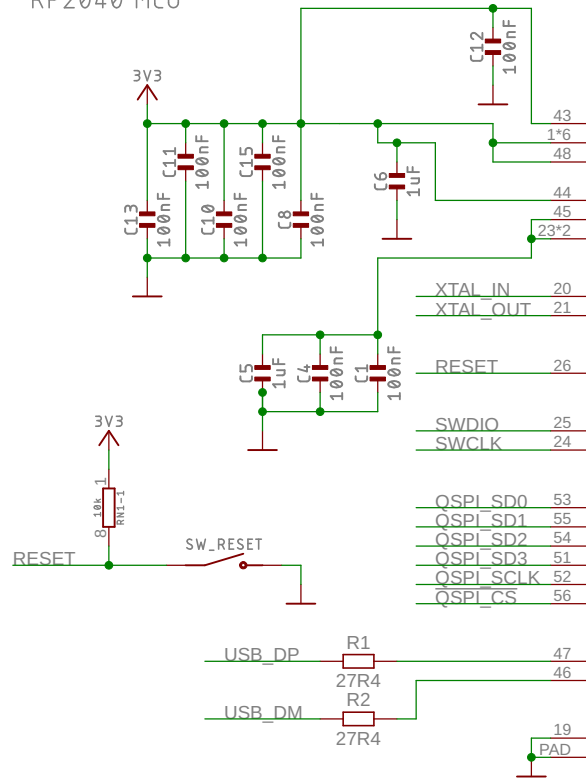 RP2040 MCU
C12
100nF
3V3
43
1*6
48
C11
100nF
C15
100nF
C6
1uF
44
C13
100nF
C10
100nF
C8
100nF
45
23*2
XTAL_IN
20
XTAL_OUT
21
C5
1uF
C4
100nF
C1
100nF
RESET
26
3V3
SWDIO
25
SWCLK
24
1
10k
RN1-1
8
QSPI_SD0
53
QSPI_SD1
55
QSPI_SD2
54
RESET
SW_RESET
QSPI_SD3
51
QSPI_SCLK
52
QSPI_CS
56
R1
USB_DP
47
27R4
46
R2
USB_DM
27R4
19
PAD